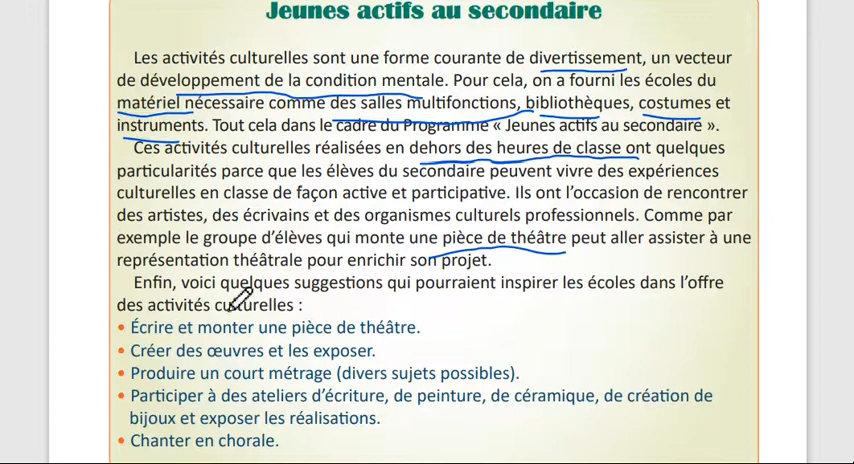 Jeunes actifs au secondaire
Les activités culturelles sont une forme courante de divertissement, un vecteur
de développement de la condition mentale. Pour cela, on a fourni les écoles du
matériel nécessaire comme des salles multifonctions, bibliothèques, costumes et
instruments. Tout cela dans le cadre du Programme « Jeunes actifs au secondaire ».
Ces activités culturelles réalisées en dehors des heures de classe ont quelques
particularités parce que les élèves du secondaire peuvent vivre des expériences
culturelles en classe de façon active et participative. Ils ont l'occasion de rencontrer
des artistes, des écrivains et des organismes culturels professionnels. Comme par
exemple le groupe d'élèves qui monte une pièce de théâtre peut aller assister à une
représentation théâtrale pour enrichir son projet.
Enfin, voici quelques suggestions qui pourraient inspirer les écoles dans l'offre
des activités culturelles :
• Écrire et monter une pièce de théâtre.
• Créer des œuvres et les exposer.
• Produire un court métrage (divers sujets possibles).
• Participer à des ateliers d'écriture, de peinture, de céramique, de création de
bijoux et exposer les réalisations.
• Chanter en chorale.